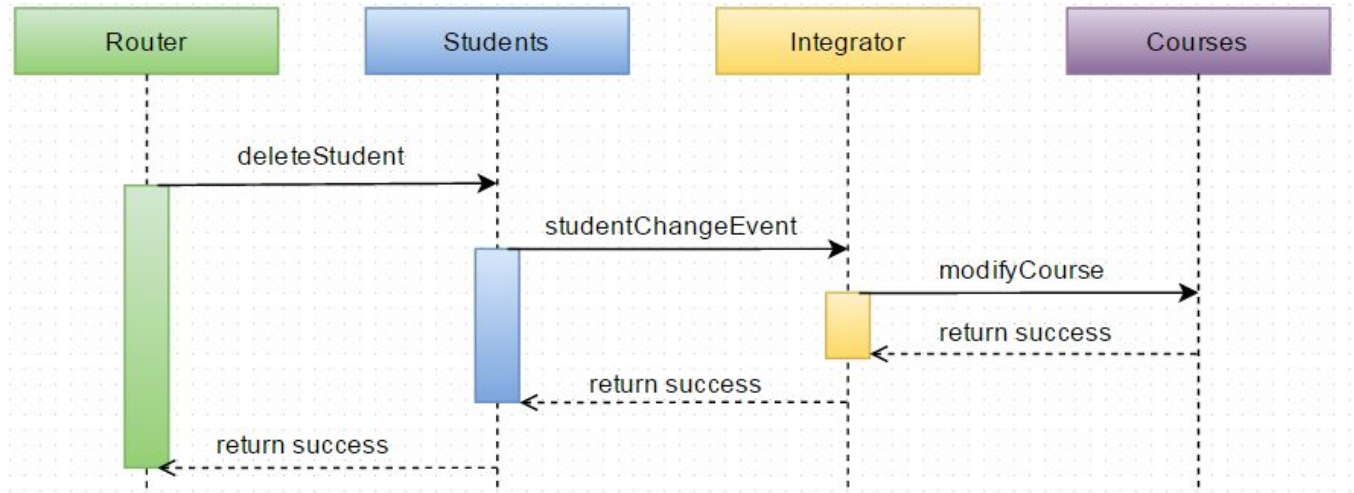 Router
Students
Integrator
Courses
deleteStudent
studentChangeEvent
modifyCourse
return success
return success
return success